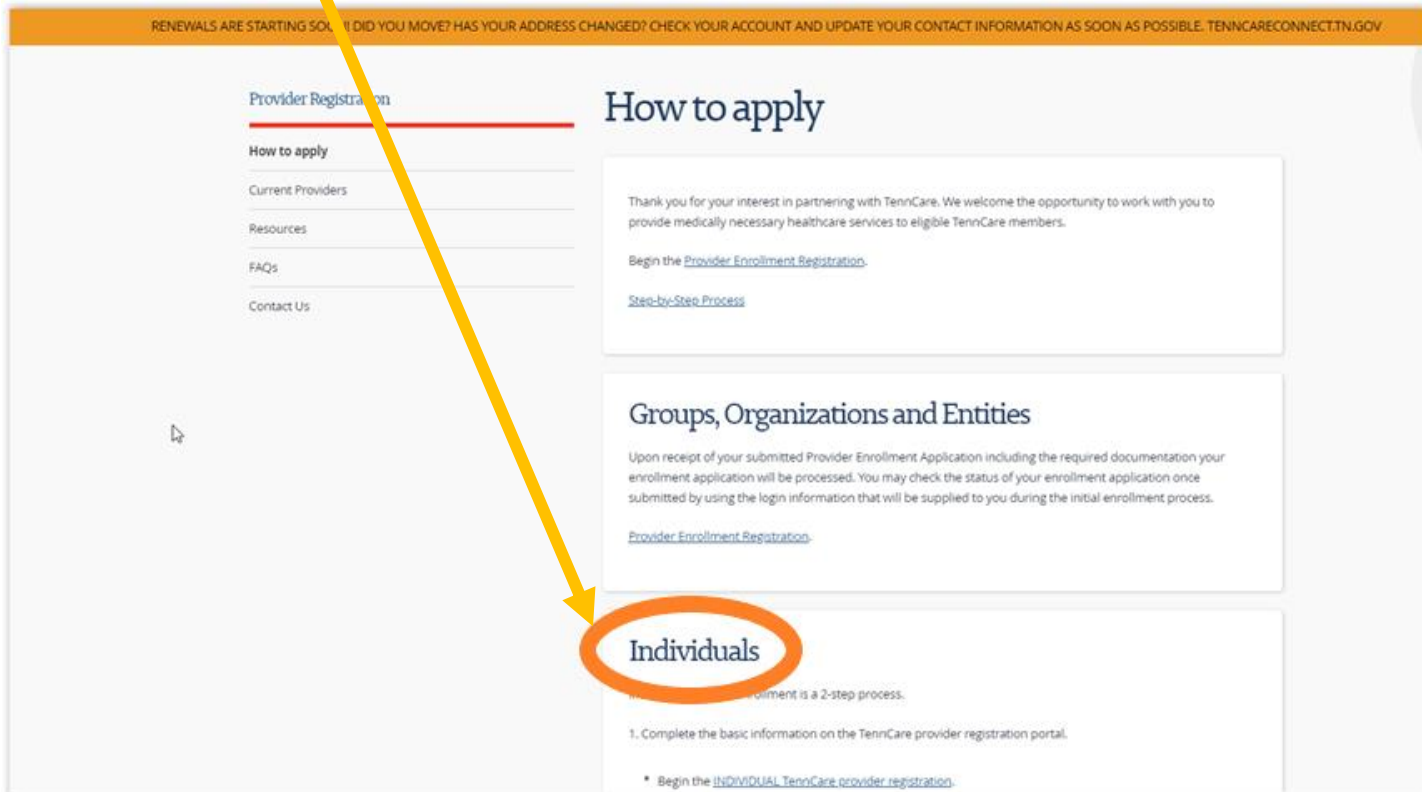 RENEWALS ARE STARTING DID YOU MOVE? HAS YOUR ADDRESS CHANGED? CHECK YOUR ACCOUNT AND UPDATE YOUR CONTACT INFORMATION AS SOON AS POSSIBLE. TENNCARECONNECT.TN.GOV
Provider Registration
How to apply
Current Providers
Resources
FAQs
Contact Us
How to apply
Thank you for your interest in partnering with TennCare. We welcome the opportunity to work with you to
provide medically necessary healthcare services to eligible TennCare members.
Begin the Provider Enrollment Registration.
Step-by-Step Process
Groups, Organizations and Entities
Upon receipt of your submitted Provider Enrollment Application including the required documentation your
enrollment application will be processed. You may check the status of your enrollment application once
submitted by using the login information that will be supplied to you during the initial enrollment process.
Provider Enrollment Registration.
Individuals
is a 2-step process.
1. Complete the basic information on the TennCare provider registration portal.
• Begin the INDIVIDUAL TennCare provider registration.